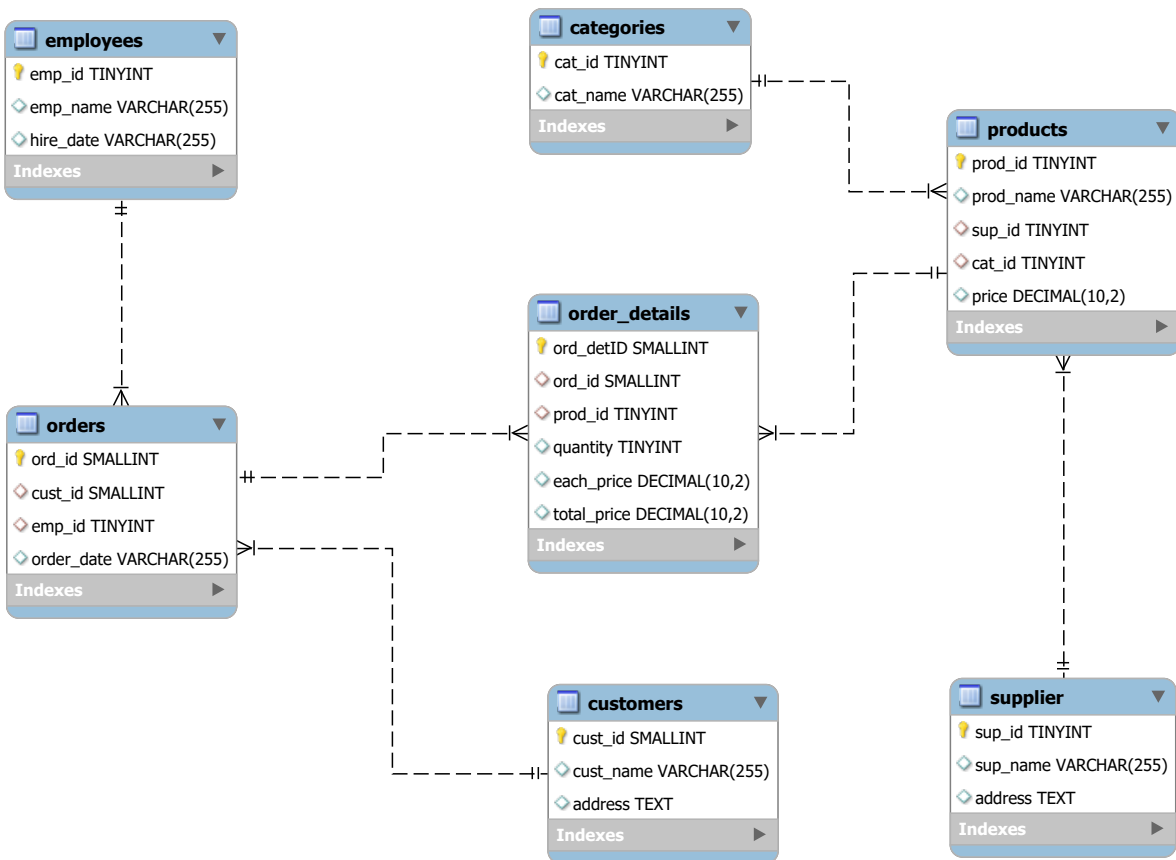 employees
emp_id TINYINT
emp_name VARCHAR(255)
hire_date VARCHAR(255)
Indexes
categories
cat_id TINYINT
cat_name VARCHAR(255)
Indexes
products
prod_id TINYINT
prod_name VARCHAR(255)
sup_id TINYINT
cat_id TINYINT
price DECIMAL(10,2)
Indexes
order_details
ord_detID SMALLINT
ord_id SMALLINT
prod_id TINYINT
quantity TINYINT
each_price DECIMAL(10,2)
total_price DECIMAL(10,2)
Indexes
orders
ord_id SMALLINT
cust_id SMALLINT
emp_id TINYINT
order_date VARCHAR(255)
Indexes
customers
cust_id SMALLINT
cust_name VARCHAR(255)
address TEXT
Indexes
supplier
sup_id TINYINT
sup_name VARCHAR(255)
address TEXT
Indexes